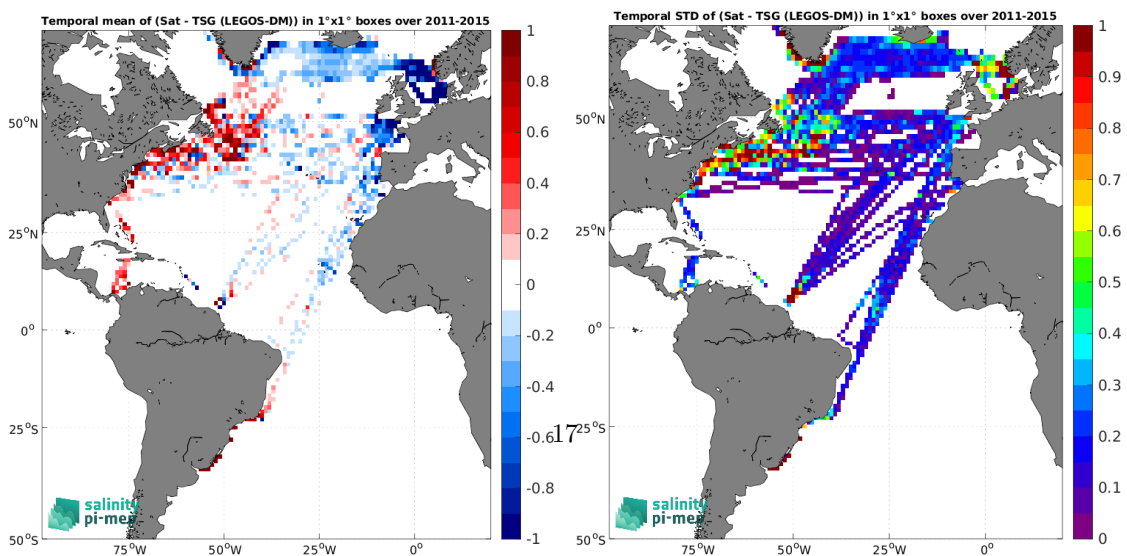 Temporal mean of (Sat - TSG (LEGOS-DM)) in 1°x1° boxes over 2011-2015
50°N
25°N
0°
25°S
50°S
75°W
50°W
25°W
0°
1
0.8
0.6
0.4
0.2
0
-0.2
-0.4
-0.6
-0.8
-1
salinity
pi-mep
17
Temporal STD of (Sat - TSG (LEGOS-DM)) in 1°x1° boxes over 2011-2015
50°N
25°N
0°
25°S
50°S
75°W
50°W
25°W
0°
1
0.9
0.8
0.7
0.6
0.5
0.4
0.3
0.2
0.1
0
salinity
pi-mep